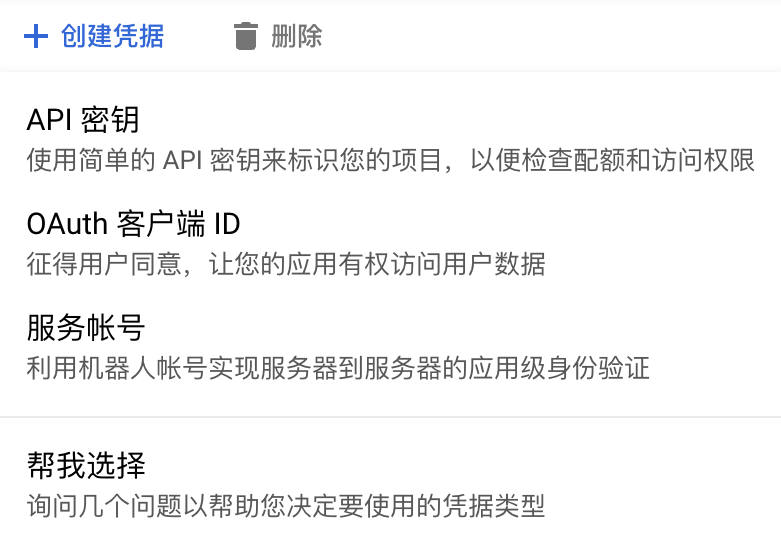 + 创建凭据 删除
API 密钥
使用简单的 API 密钥来标识您的项目，以便检查配额和访问权限
OAuth 客户端 ID
征得用户同意，让您的应用有权访问用户数据
服务帐号
利用机器人帐号实现服务器到服务器的应用级身份验证
帮我选择
询问几个问题以帮助您决定要使用的凭据类型